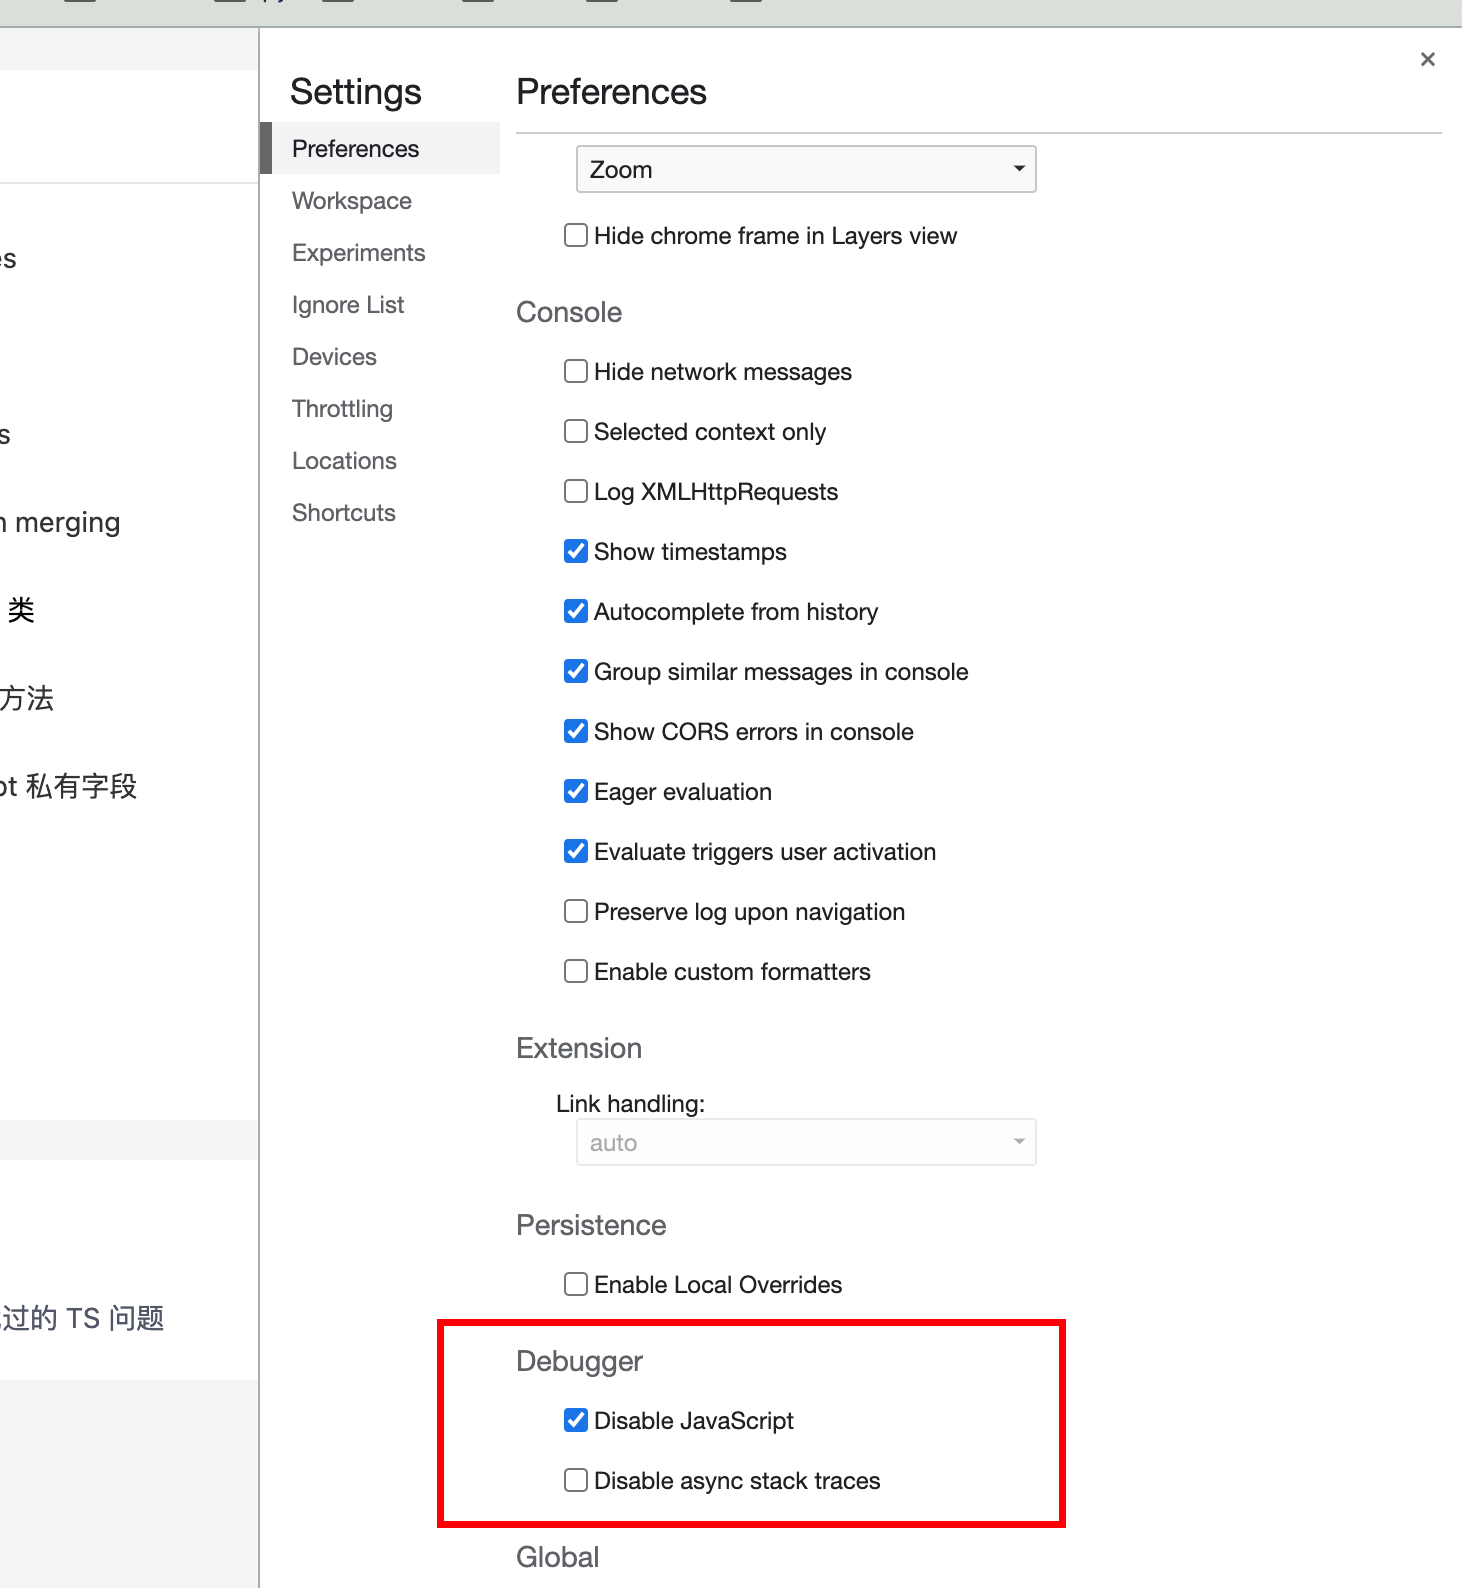 Settings
Preferences
Workspace
Experiments
Ignore List
Devices
Throttling
Locations
Shortcuts
Preferences
Zoom
Hide chrome frame in Layers view
Console
Hide network messages
Selected context only
Log XMLHttpRequests
Show timestamps
Autocomplete from history
Group similar messages in console
Show CORS errors in console
Eager evaluation
Evaluate triggers user activation
Preserve log upon navigation
Enable custom formatters
Extension
Link handling:
auto
Persistence
Enable Local Overrides
Debugger
Disable JavaScript
Disable async stack traces
Global
merging
类
方法
私有字段
过的 TS 问题